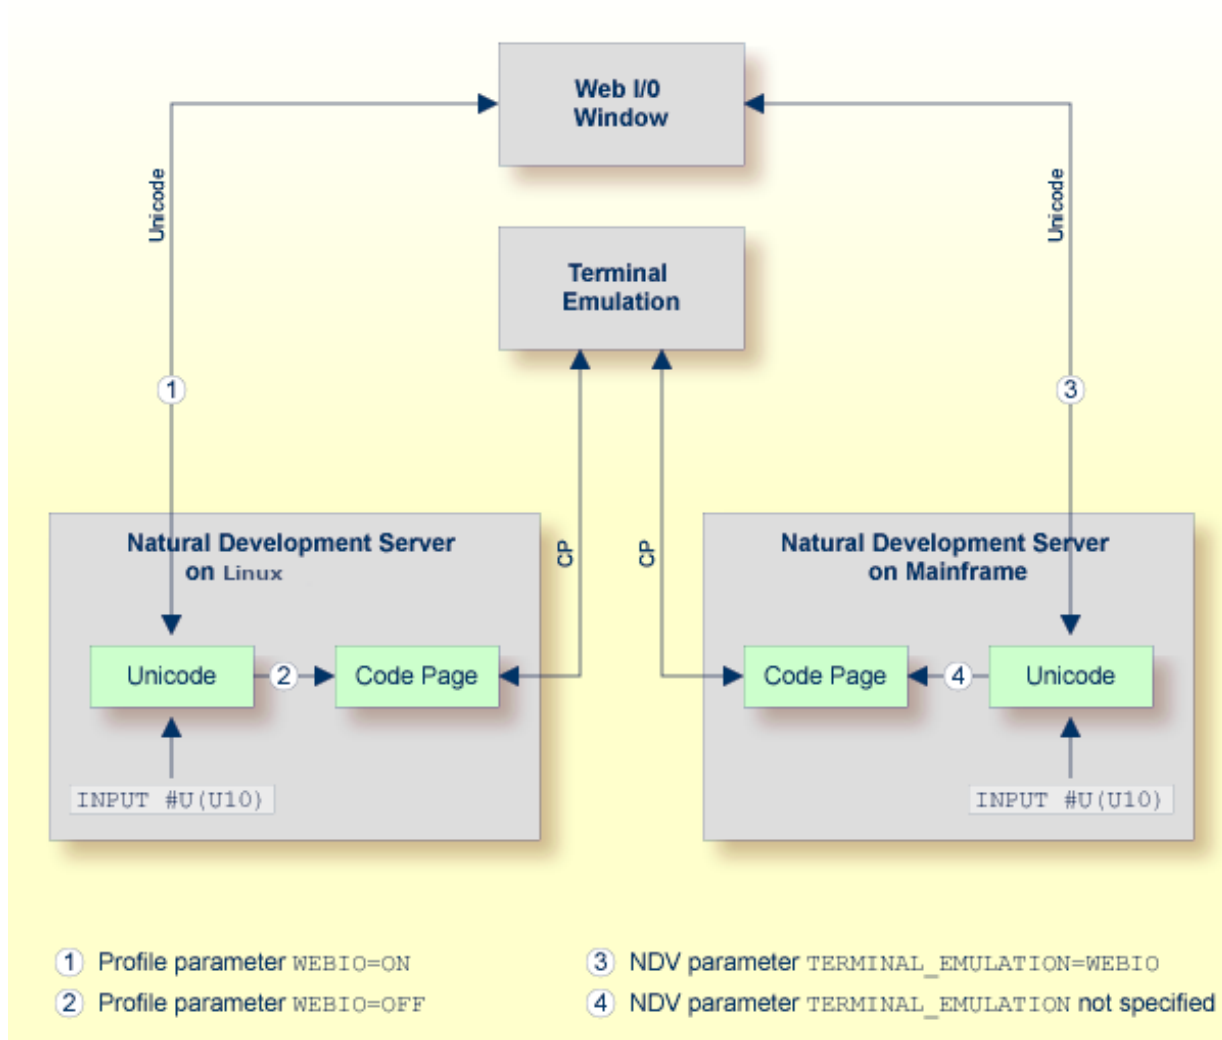 Web I/0
Window
Unicode
Unicode
Terminal
Emulation
1
3
Natural Development Server
on Linux
CP
CP
Natural Development Server
on Mainframe
Unicode
2
Code Page
Code Page
4
Unicode
INPUT #U(U10)
INPUT #U(U10)
1 Profile parameter WEBIO=ON
2 Profile parameter WEBIO=OFF
3 NDV parameter TERMINAL_EMULATION=WEBIO
4 NDV parameter TERMINAL_EMULATION not specified